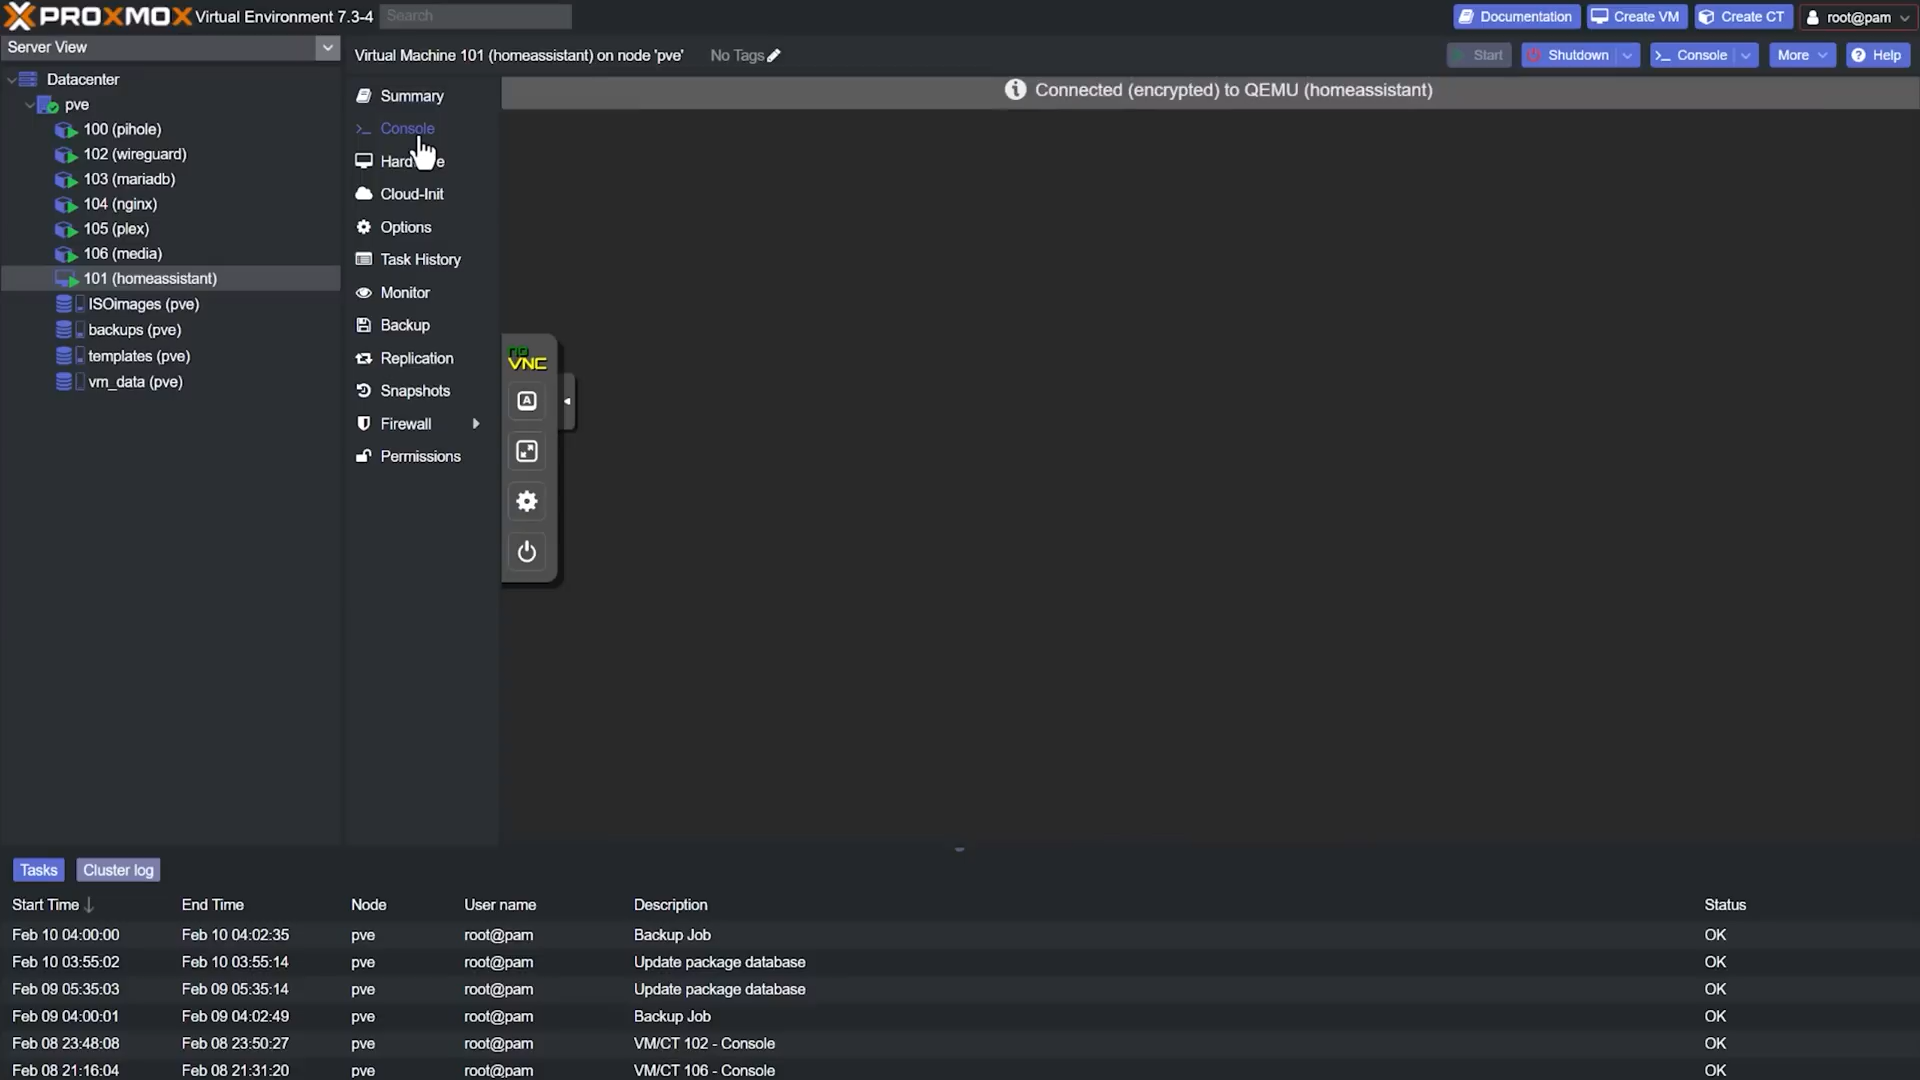 PROXMOX Virtual Environment 7.3-4 Search Documentation Create VM Create CT root@pam
Server View
Virtual Machine 101 (homeassistant) on node 'pve' No Tags Start Shutdown Console More Help
Datacenter
pve
100 (pihole)
102 (wireguard)
103 (mariadb)
104 (nginx)
105 (plex)
106 (media)
101 (homeassistant)
ISOimages (pve)
backups (pve)
templates (pve)
vm_data (pve)
Summary
Console
Cloud-Init
Options
Task History
Monitor
Backup
Replication
Snapshots
Firewall
Permissions
Connected (encrypted) to QEMU (homeassistant)
no
VNC
A
Tasks Cluster log
Start Time End Time Node User name Description Status
Feb 10 04:00:00 Feb 10 04:02:35 pve root@pam Backup Job OK
Feb 10 03:55:02 Feb 10 03:55:14 pve root@pam Update package database OK
Feb 09 05:35:03 Feb 09 05:35:14 pve root@pam Update package database OK
Feb 09 04:00:01 Feb 09 04:02:49 pve root@pam Backup Job OK
Feb 08 23:48:08 Feb 08 23:50:27 pve root@pam VM/CT 102 - Console OK
Feb 08 21:16:04 Feb 08 21:31:20 pve root@pam VM/CT 106 - Console OK